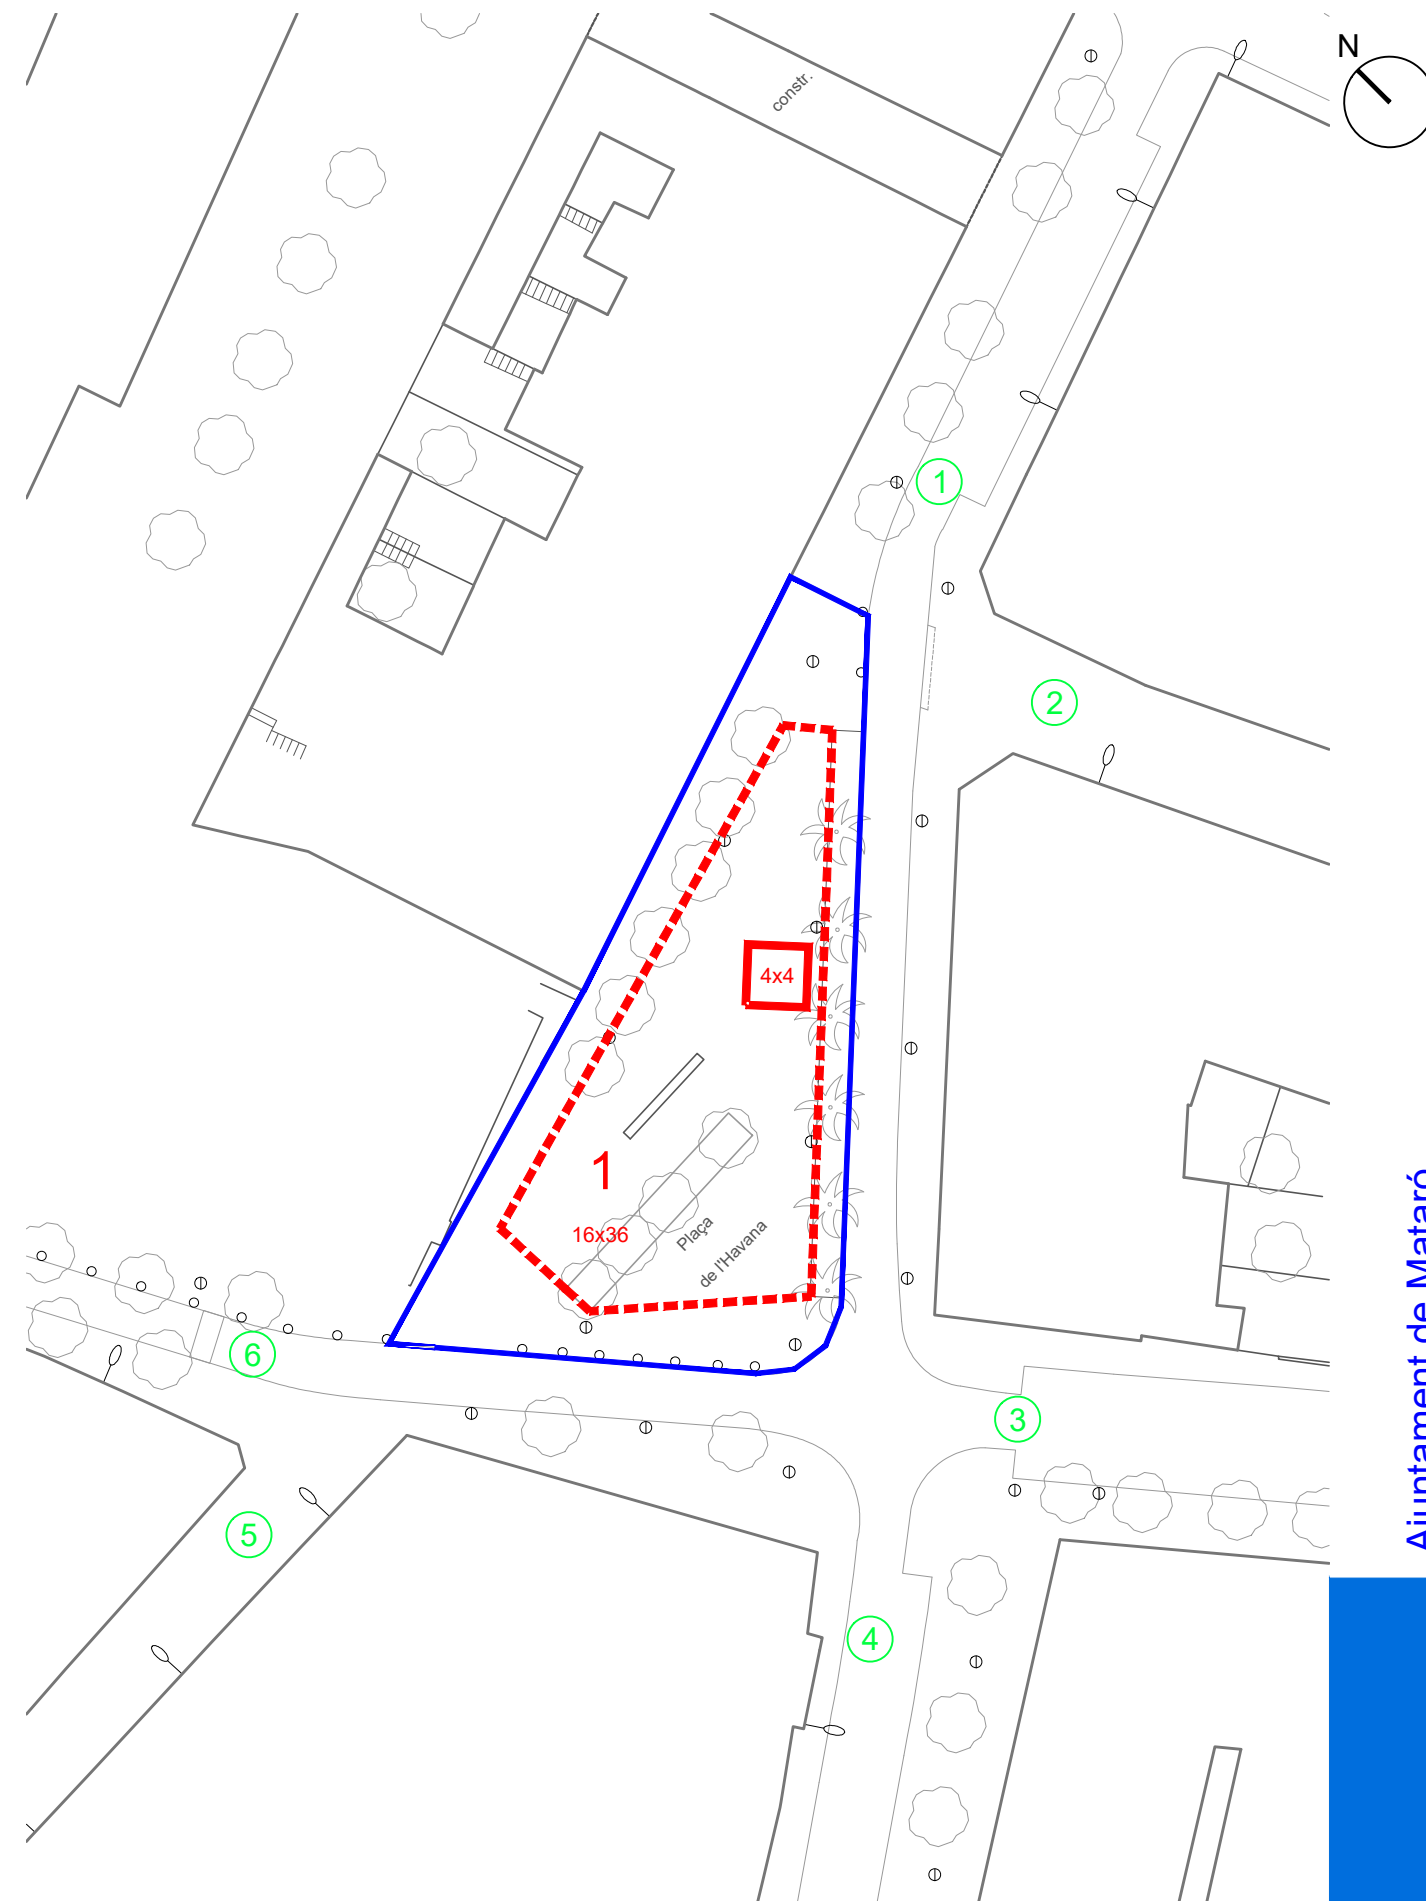 N
constr.
1
2
4x4
1
16x36
Plaça
de l'Havana
6
3
5
4
Ajuntament de Mataró